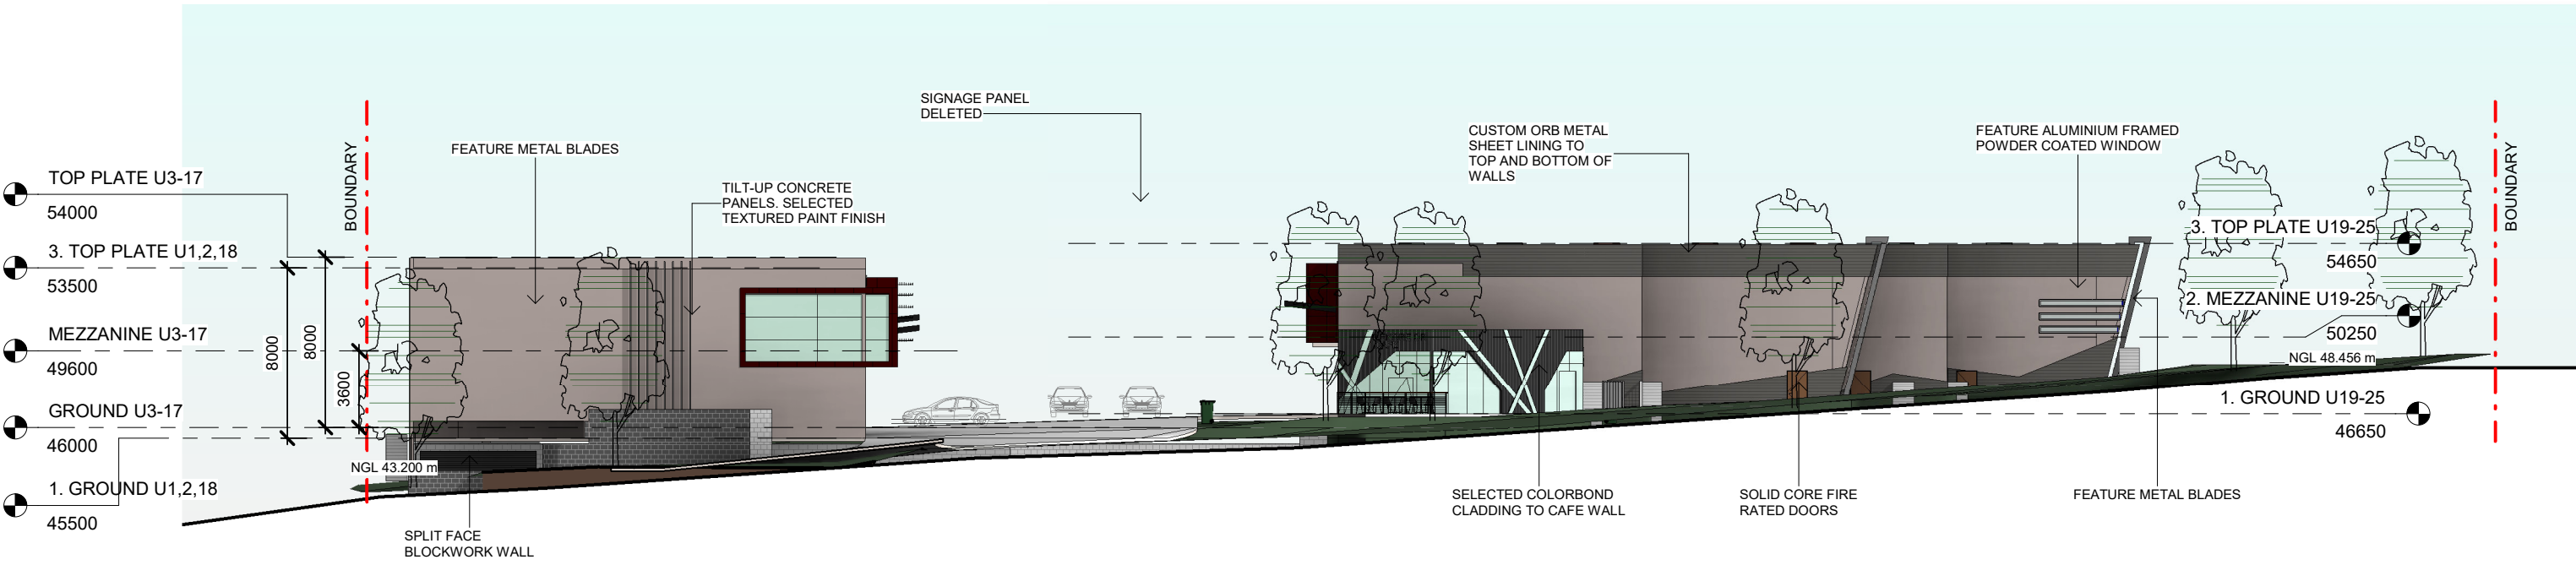 SIGNAGE PANEL
DELETED
CUSTOM ORB METAL
SHEET LINING TO
TOP AND BOTTOM OF
WALLS
FEATURE ALUMINIUM FRAMED
POWDER COATED WINDOW
FEATURE METAL BLADES
BOUNDARY
BOUNDARY
TOP PLATE U3-17
54000
TILT-UP CONCRETE
PANELS. SELECTED
TEXTURED PAINT FINISH
3. TOP PLATE U1,2,18
53500
3. TOP PLATE U19-25
54650
MEZZANINE U3-17
49600
2. MEZZANINE U19-25
50250
8000
8000
3600
NGL 48.456 m
GROUND U3-17
46000
1. GROUND U19-25
46650
NGL 43.200 m
1. GROUND U1,2,18
45500
SPLIT FACE
BLOCKWORK WALL
SELECTED COLORBOND
CLADDING TO CAFE WALL
SOLID CORE FIRE
RATED DOORS
FEATURE METAL BLADES